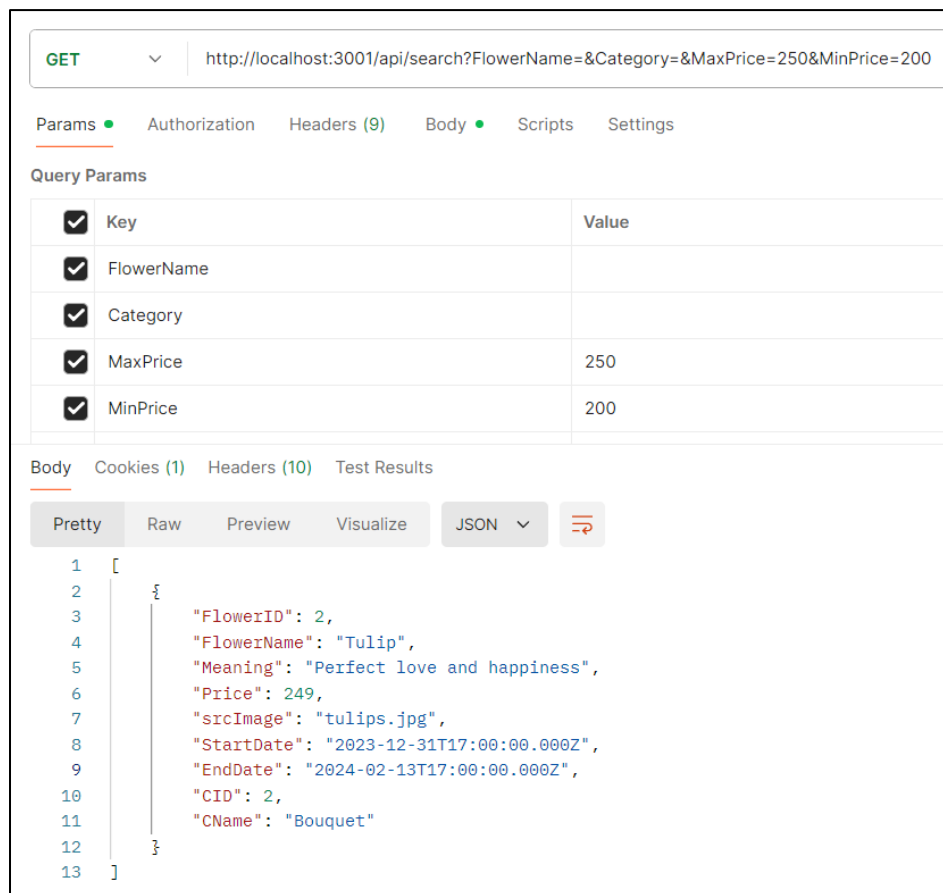 GET http://localhost:3001/api/search?FlowerName=&Category=&MaxPrice=250&MinPrice=200
Params Authorization Headers (9) Body Scripts Settings
Query Params
Key Value
FlowerName
Category
MaxPrice 250
MinPrice 200
Body Cookies (1) Headers (10) Test Results
Pretty Raw Preview Visualize JSON
1 [
2 {
3 "FlowerID": 2,
4 "FlowerName": "Tulip",
5 "Meaning": "Perfect love and happiness",
6 "Price": 249,
7 "srcImage": "tulips.jpg",
8 "StartDate": "2023-12-31T17:00:00.000Z",
9 "EndDate": "2024-02-13T17:00:00.000Z",
10 "CID": 2,
11 "CName": "Bouquet"
12 }
13 ]